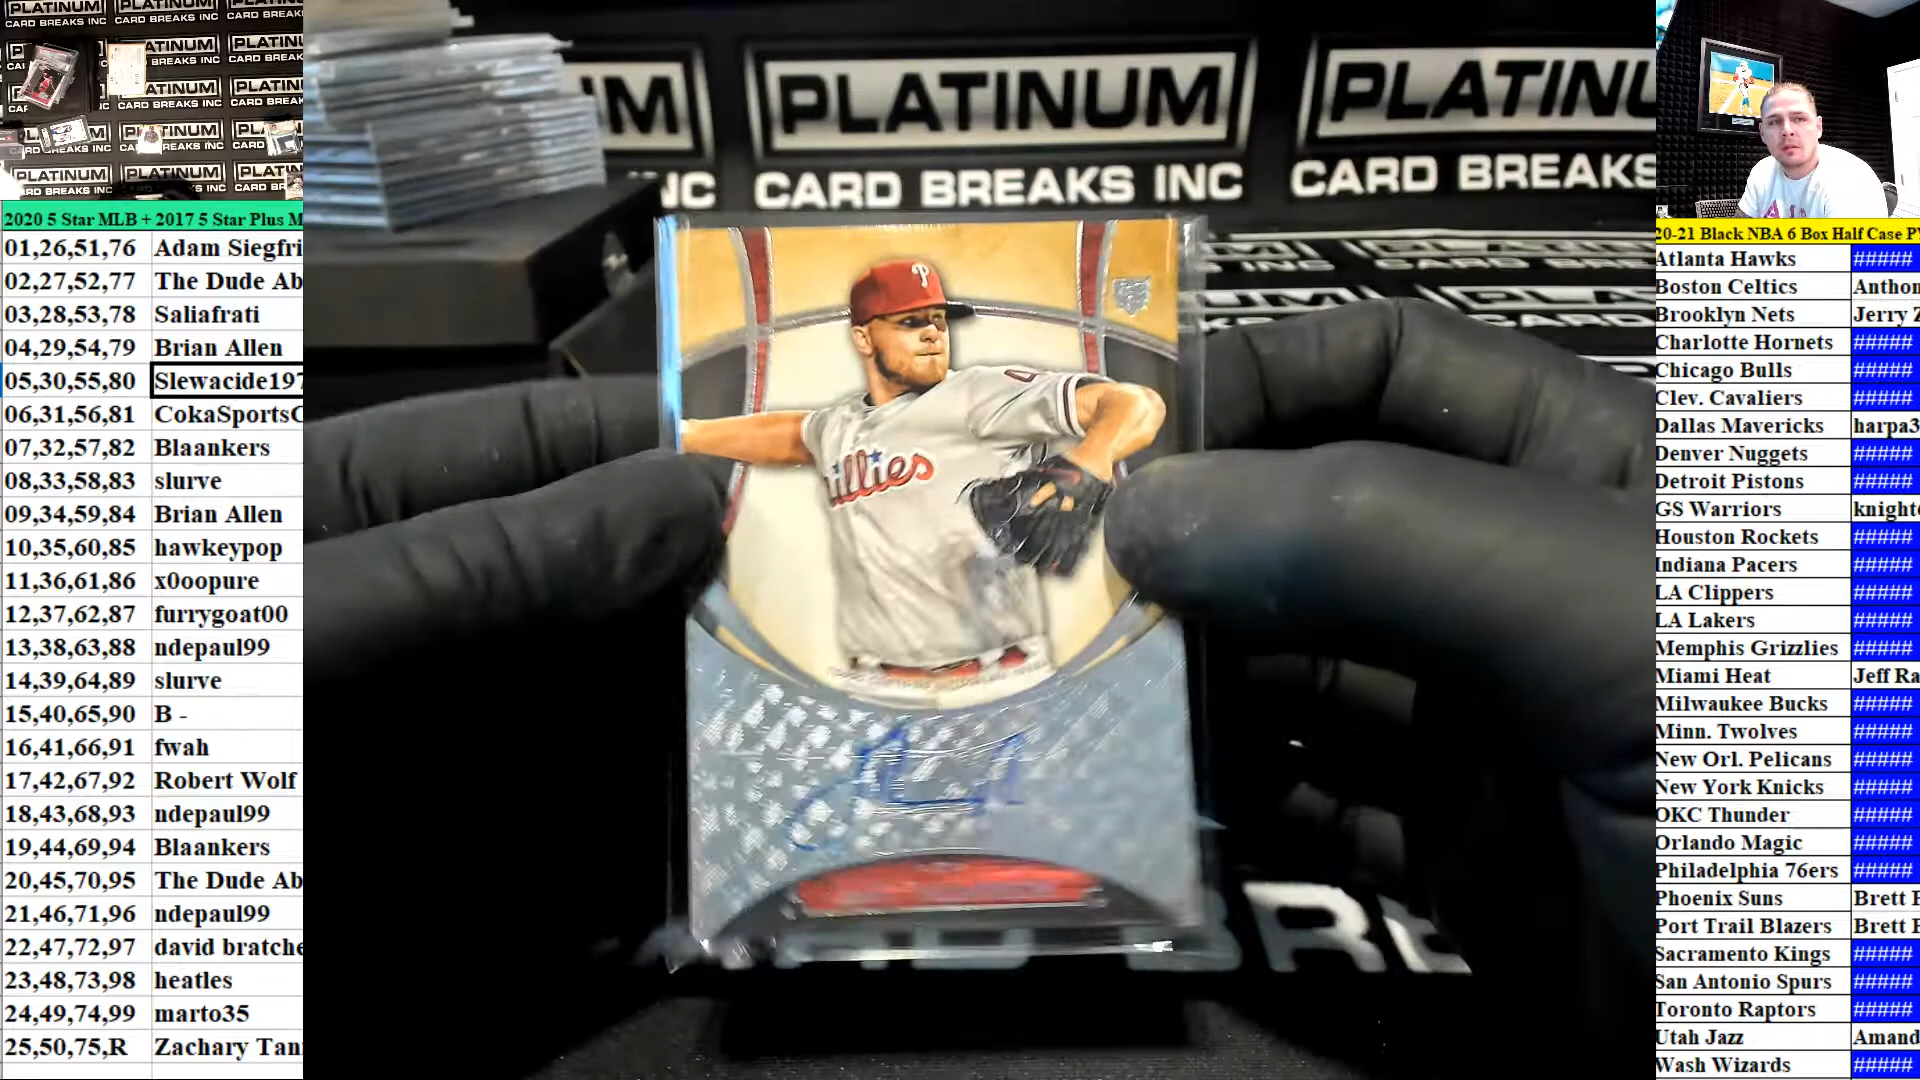 PLATINUM PLATINUM PLATINUM
CARD BREAKS INC CARD BREAKS INC
2020 5 Star MLB + 2017 5 Star Plus M
01,26,51,76 Adam Siegfri
02,27,52,77 The Dude Ab
03,28,53,78 Saliafrati
04,29,54,79 Brian Allen
05,30,55,80 Slewacide197
06,31,56,81 CokaSportsC
07,32,57,82 Blaankers
08,33,58,83 slurve
09,34,59,84 Brian Allen
10,35,60,85 hawkeypop
11,36,61,86 x0oopure
12,37,62,87 furrygoat00
13,38,63,88 ndepaul99
14,39,64,89 slurve
15,40,65,90 B -
16,41,66,91 fwah
17,42,67,92 Robert Wolf
18,43,68,93 ndepaul99
19,44,69,94 Blaankers
20,45,70,95 The Dude Ab
21,46,71,96 ndepaul99
22,47,72,97 david bratche
23,48,73,98 heatles
24,49,74,99 marto35
25,50,75,R Zachary Tan
UM PLATINUM PLATINU
NC CARD BREAKS INC CARD BREAKS
P
illies
BRE
20-21 Black NBA 6 Box Half Case P
Atlanta Hawks #####
Boston Celtics Anthon
Brooklyn Nets Jerry Z
Charlotte Hornets #####
Chicago Bulls #####
Clev. Cavaliers #####
Dallas Mavericks harpa3
Denver Nuggets #####
Detroit Pistons #####
GS Warriors knight
Houston Rockets #####
Indiana Pacers #####
LA Clippers #####
LA Lakers #####
Memphis Grizzlies #####
Miami Heat Jeff Ra
Milwaukee Bucks #####
Minn. Twolves #####
New Orl. Pelicans #####
New York Knicks #####
OKC Thunder #####
Orlando Magic #####
Philadelphia 76ers #####
Phoenix Suns Brett
Port Trail Blazers Brett
Sacramento Kings #####
San Antonio Spurs #####
Toronto Raptors #####
Utah Jazz Amand
Wash Wizards #####